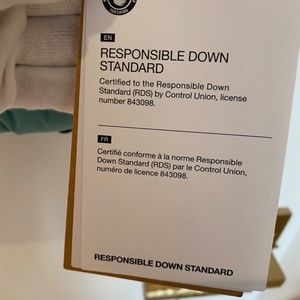 CERTIFIED
EN
RESPONSIBLE DOWN
STANDARD
Certified to the Responsible Down
Standard (RDS) by Control Union, license
number 843098.
FR
Certifié conforme à la norme Responsible
Down Standard (RDS) par le Control Union,
numéro de licence 843098.
RESPONSIBLE DOWN STANDARD